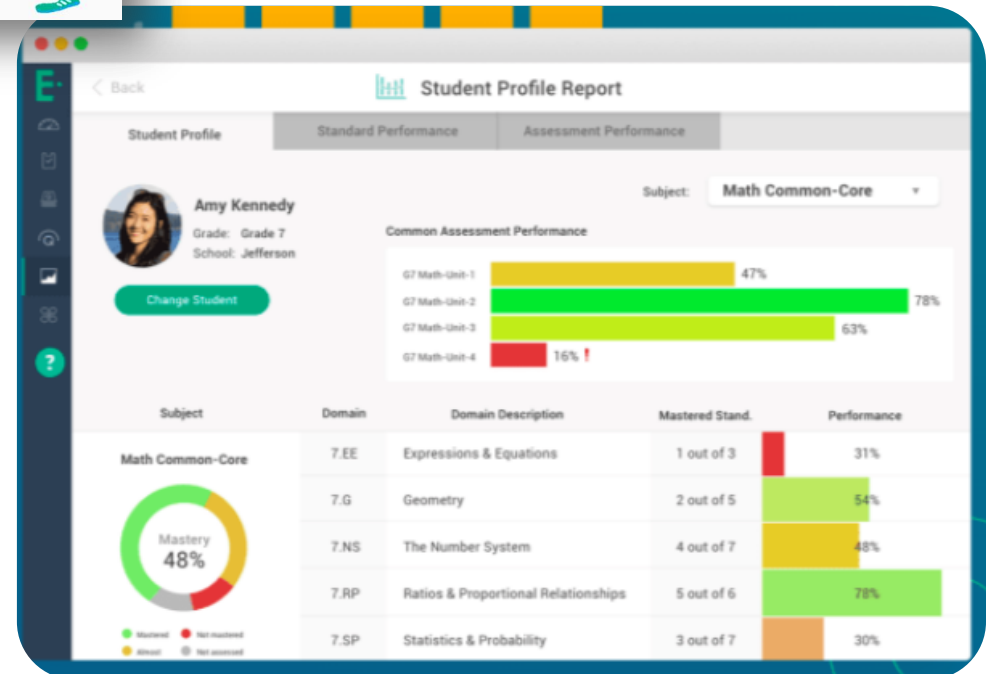 E·
< Back
Student Profile Report
Student Profile
Standard Performance
Assessment Performance
Amy Kennedy
Grade: Grade 7
School: Jefferson
Change Student
Subject: Math Common-Core
Common Assessment Performance
G7 Math-Unit-1 47%
G7 Math-Unit-2 78%
G7 Math-Unit-3 63%
G7 Math-Unit-4 16% !
?
Subject Domain Domain Description Mastered Stand. Performance
Math Common-Core
Mastery
48%
Mastered Not mastered
Almost Not assessed
7.EE Expressions & Equations 1 out of 3 31%
7.G Geometry 2 out of 5 54%
7.NS The Number System 4 out of 7 48%
7.RP Ratios & Proportional Relationships 5 out of 6 78%
7.SP Statistics & Probability 3 out of 7 30%